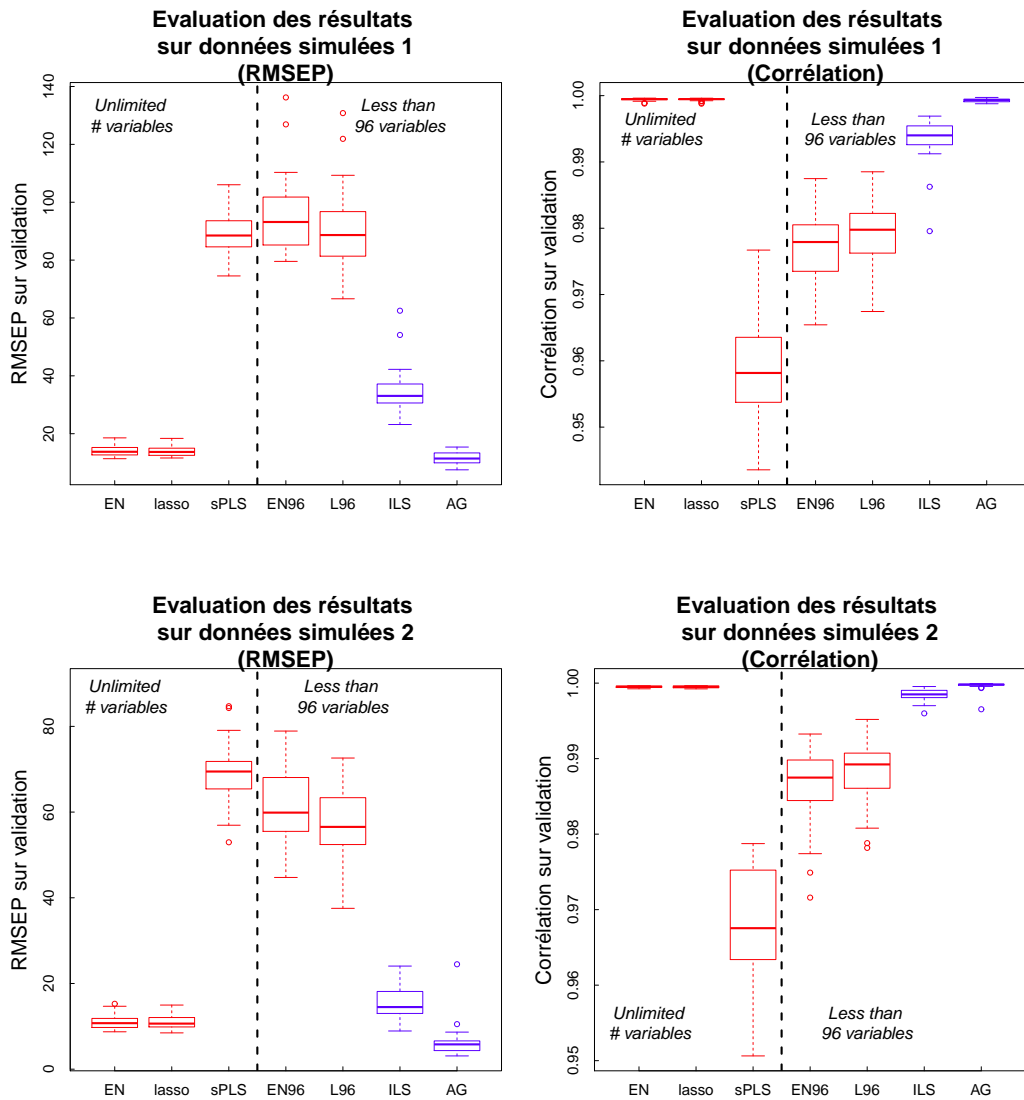 Evaluation des résultats
sur données simulées 1
(RMSEP)
Unlimited
# variables
Less than
96 variables
RMSEP sur validation
140
120
100
80
60
40
20
EN lasso sPLS EN96 L96 ILS AG
Evaluation des résultats
sur données simulées 1
(Corrélation)
Unlimited
# variables
Less than
96 variables
Corrélation sur validation
1.00
0.99
0.98
0.97
0.96
0.95
EN lasso sPLS EN96 L96 ILS AG
Evaluation des résultats
sur données simulées 2
(RMSEP)
Unlimited
# variables
Less than
96 variables
RMSEP sur validation
80
60
40
20
0
EN lasso sPLS EN96 L96 ILS AG
Evaluation des résultats
sur données simulées 2
(Corrélation)
Corrélation sur validation
1.00
0.99
0.98
0.97
0.96
0.95
Unlimited
# variables
Less than
96 variables
EN lasso sPLS EN96 L96 ILS AG